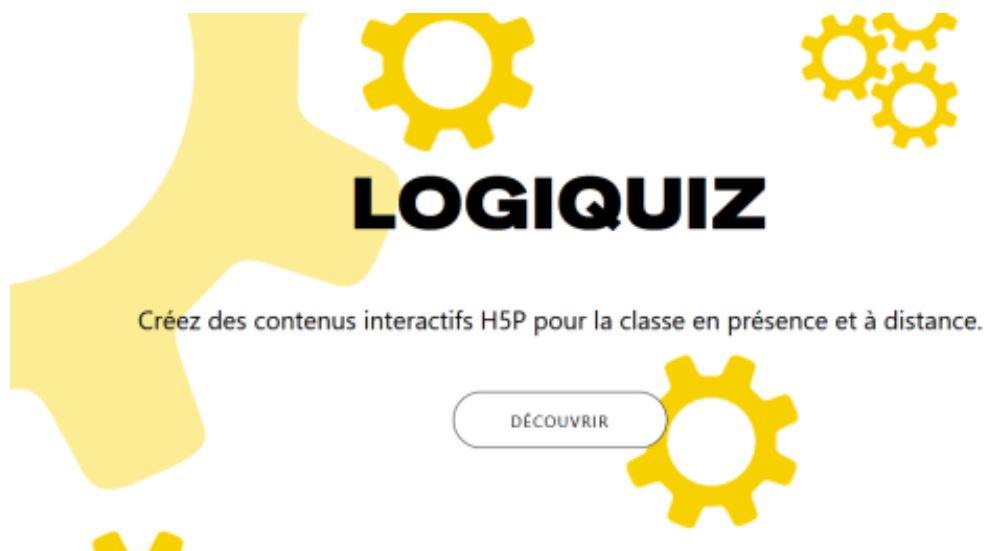 LOGIQUIZ
Créez des contenus interactifs H5P pour la classe en présence et à distance.
DÉCOUVRIR